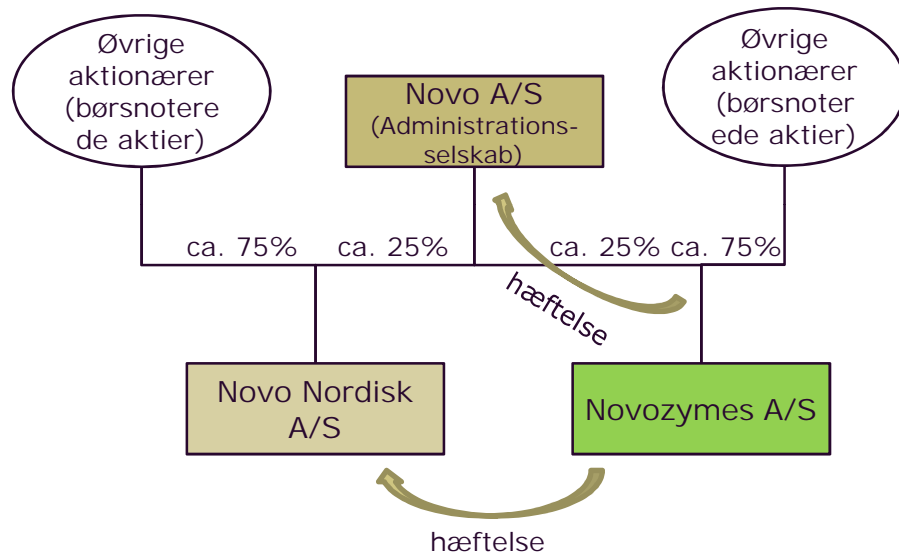 Øvrige
aktionærer
(børsnotere
de aktier)
Novo A/S
(Administrations-
selskab)
Øvrige
aktionærer
(børsnoter
ede aktier)
ca. 75%
ca. 25%
ca. 25%
ca. 75%
hæftelse
Novo Nordisk
A/S
Novozymes A/S
hæftelse